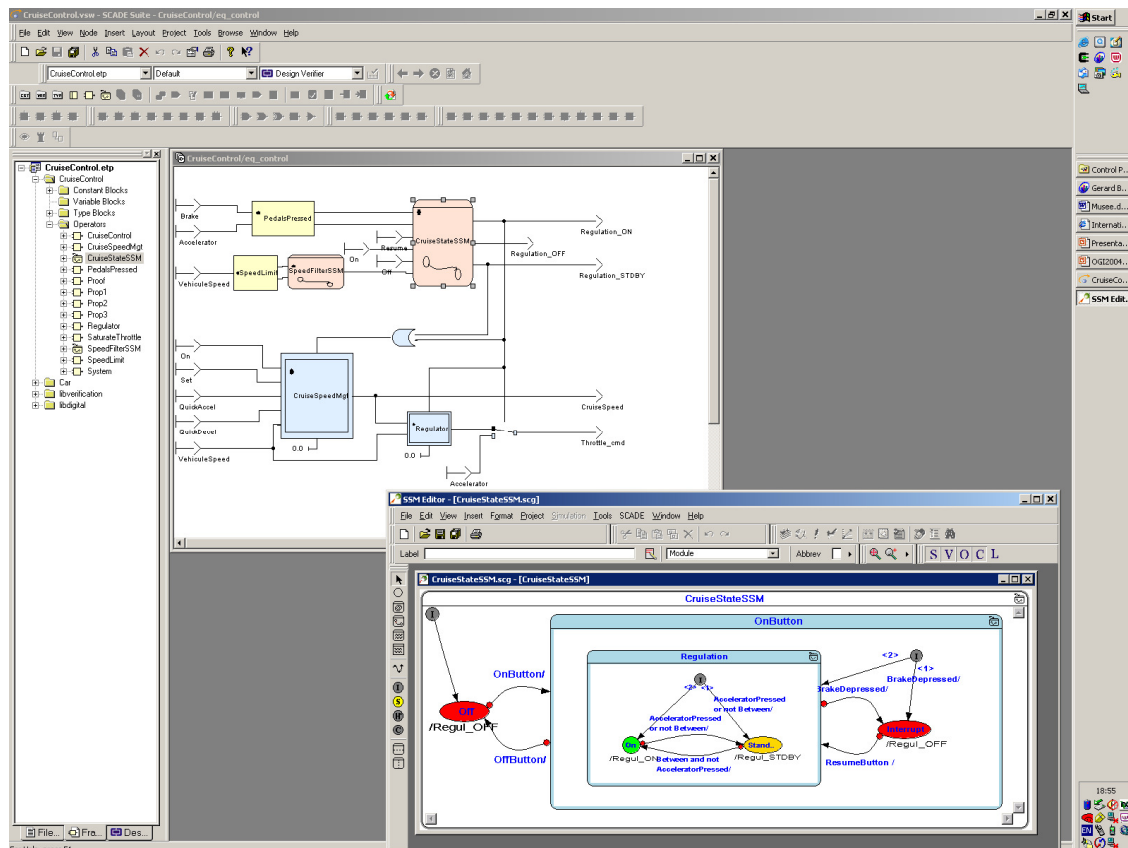 CruiseControl.vsw - SCADE Suite - CruiseControl/eq_control
Start
File Edit View Node Insert Layout Project Tools Browse Window Help
CruiseControl.etp
Default
Design Verifier
CruiseControl.etp
CruiseControl
Constant Blocks
Variable Blocks
Type Blocks
Operators
CruiseControl
CruiseSpeedMgt
CruiseStateSSM
PedalsPressed
Proof
Prop1
Prop2
Prop3
Regulator
SaturateThrottle
SpeedFilterSSM
SpeedLimit
System
Car
libverification
libdigital
File...
Fra...
Des...
CruiseControl/eq_control
Brake
Accelerator
PedalsPressed
Resume
On
Off
CruiseStateSSM
Regulation_ON
Regulation_OFF
Regulation_STDBY
VehiculeSpeed
SpeedLimit
SpeedFilterSSM
On
Set
QuickAccel
QuickDecel
VehiculeSpeed
CruiseSpeedMgt
0.0
Regulator
0.0
Accelerator
CruiseSpeed
Throttle_cmd
SSM Editor - [CruiseStateSSM.scg]
File Edit View Insert Format Project Simulation Tools SCADE Window Help
Label
Module
Abbrev
S V O C L
CruiseStateSSM.scg - [CruiseStateSSM]
CruiseStateSSM
I
OnButton
OnButton/
Off
/Regul_OFF
OffButton/
Regulation
I
<2> <1>
AcceleratorPressed
or not Between/
AcceleratorPressed
or not Between/
On
Stand..
/Regul_ON
/Regul_STDBY
Between and not
AcceleratorPressed/
<2>
I
<1>
BrakeDepressed/
BrakeDepressed/
Interrupt
/Regul_OFF
ResumeButton /
Control P...
Gerard B...
Musee.d...
Internati...
Presenta...
OGI2004...
CruiseCo...
SSM Edit...
18:55
EN